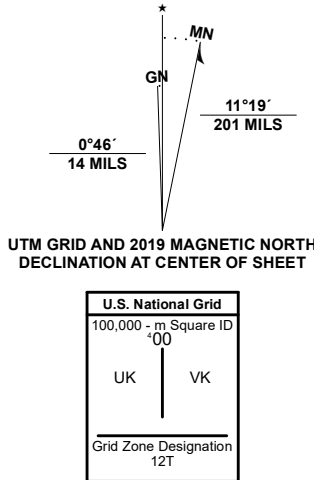 ★
MN
GN
11°19´
201 MILS
0°46´
14 MILS
UTM GRID AND 2019 MAGNETIC NORTH
DECLINATION AT CENTER OF SHEET
U.S. National Grid
100,000 - m Square ID
⁴00
UK VK
Grid Zone Designation
12T